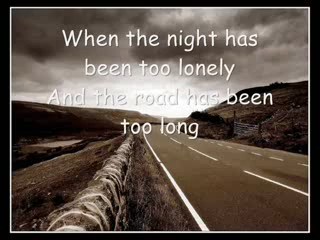 When the night has
been too lonely
And the road has been
too long